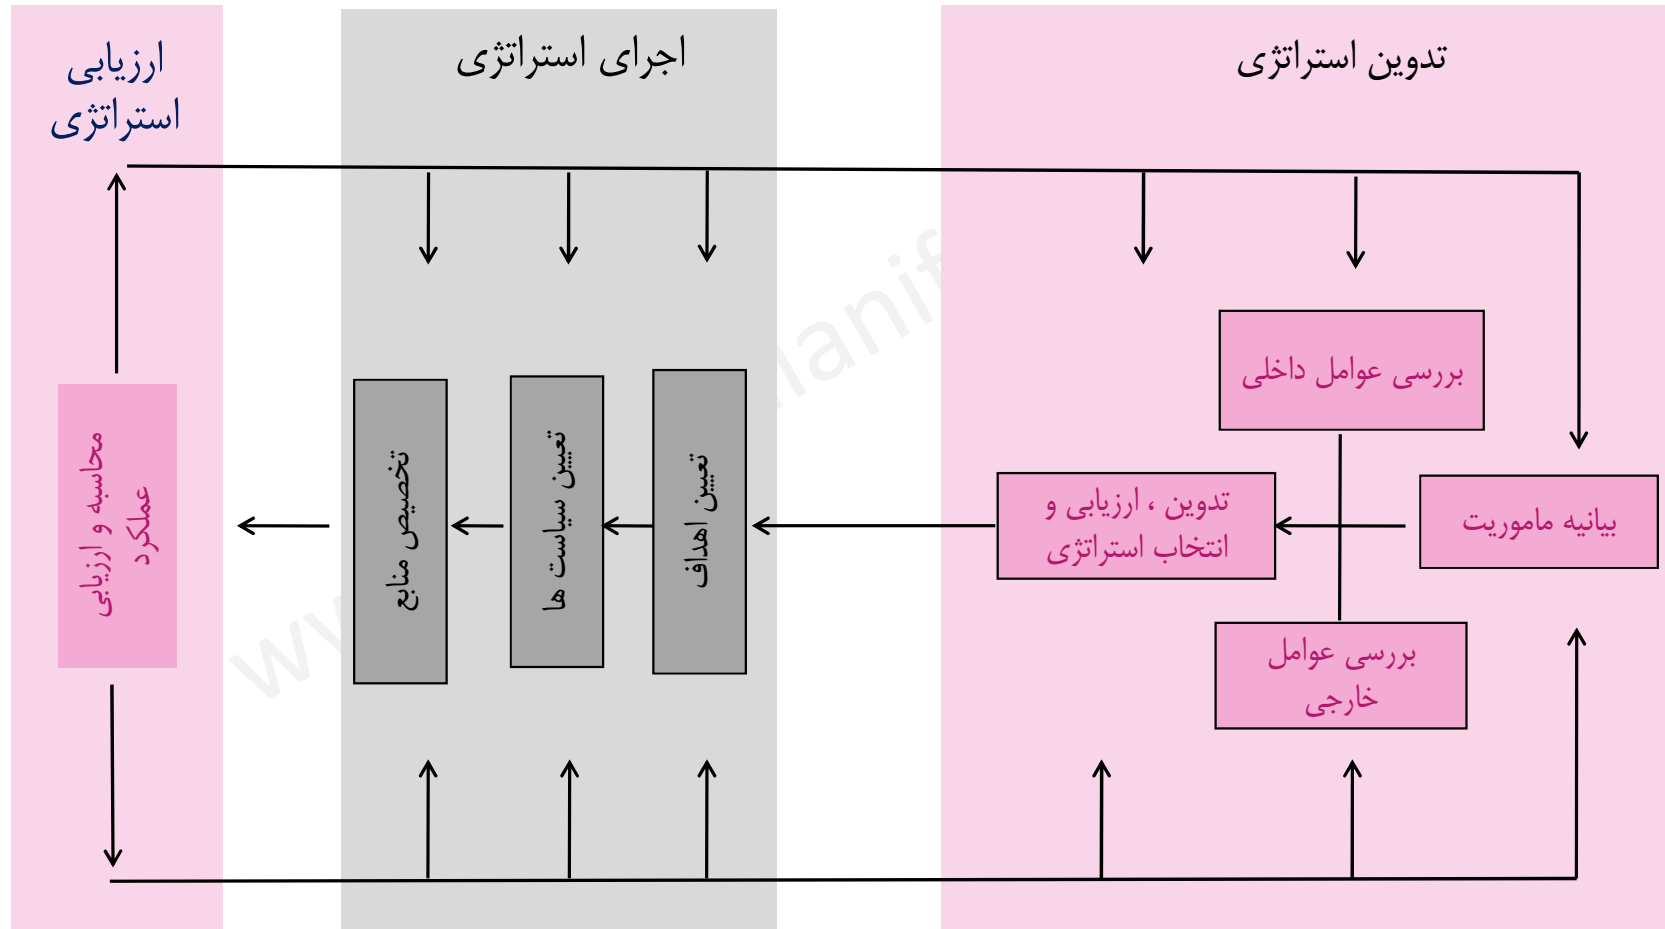 تدوین استراتژی
اجرای استراتژی
ارزیابی
استراتژی
بررسی عوامل داخلی
بیانیه ماموریت
تدوین ، ارزیابی و
انتخاب استراتژی
بررسی عوامل
خارجی
تعیین اهداف
تعیین سیاست ها
تخصیص منابع
محاسبه و ارزیابی
عملکرد